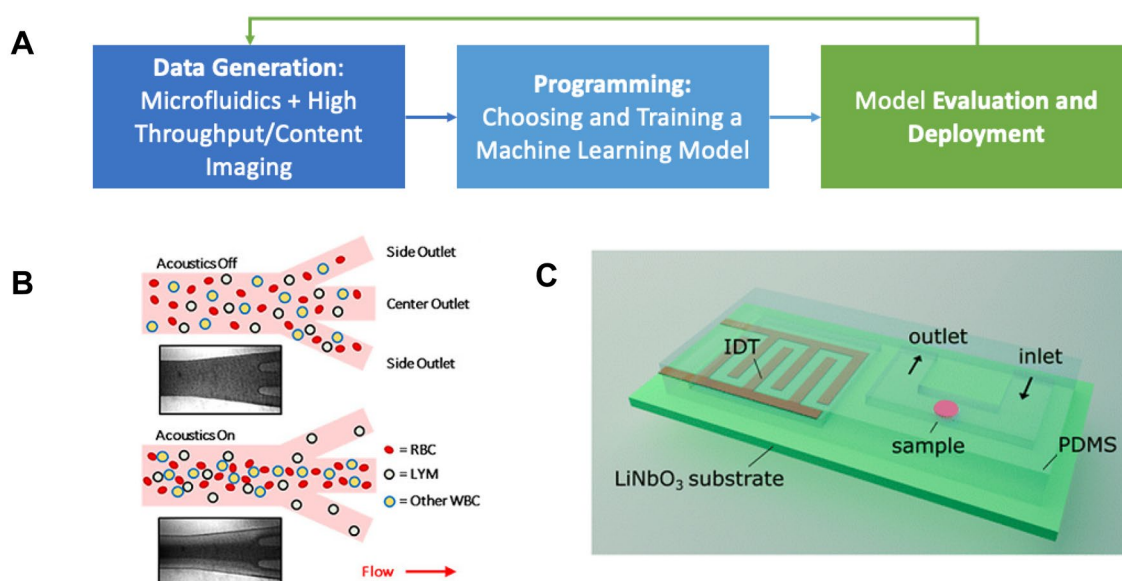 A
Data Generation:
Microfluidics + High
Throughput/Content
Imaging
Programming:
Choosing and Training a
Machine Learning Model
Model Evaluation and
Deployment
B
Acoustics Off
Side Outlet
Center Outlet
Side Outlet
Acoustics On
= RBC
= LYM
= Other WBC
Flow
C
IDT
outlet
inlet
sample
PDMS
LiNbO₃ substrate